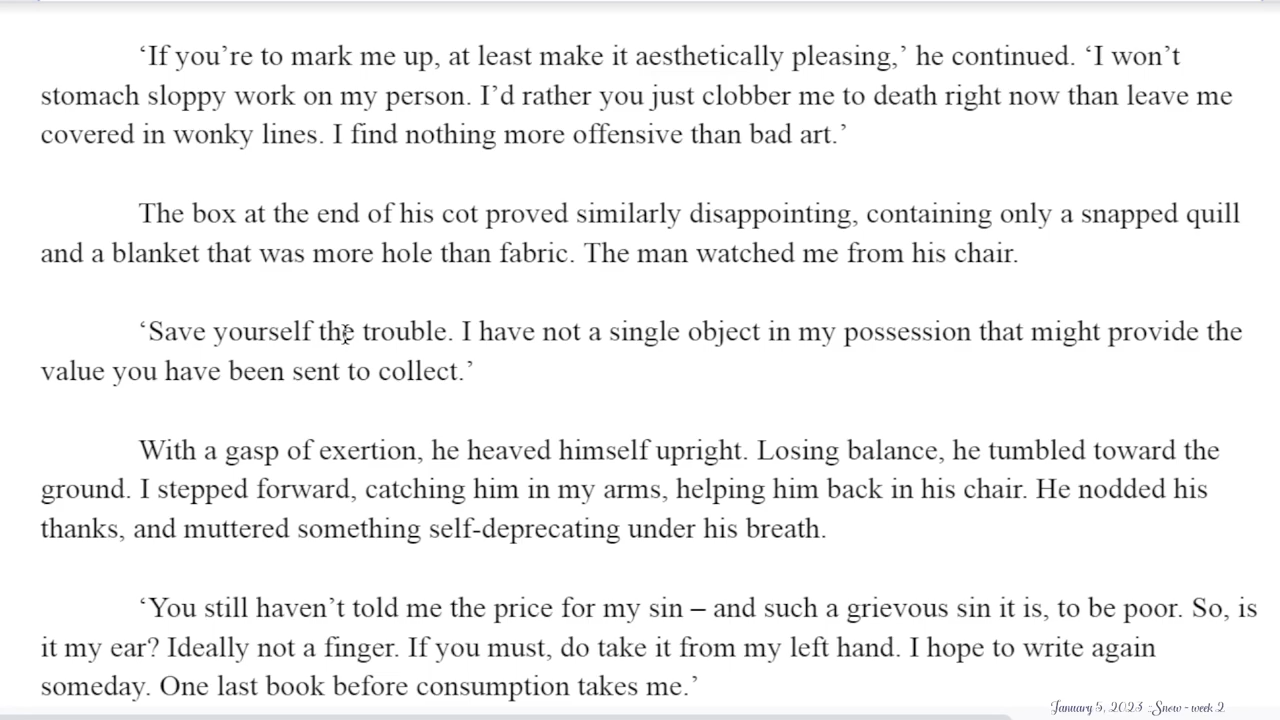 ‘If you’re to mark me up, at least make it aesthetically pleasing,’ he continued. ‘I won’t
stomach sloppy work on my person. I’d rather you just clobber me to death right now than leave me
covered in wonky lines. I find nothing more offensive than bad art.’
The box at the end of his cot proved similarly disappointing, containing only a snapped quill
and a blanket that was more hole than fabric. The man watched me from his chair.
‘Save yourself the trouble. I have not a single object in my possession that might provide the
value you have been sent to collect.’
With a gasp of exertion, he heaved himself upright. Losing balance, he tumbled toward the
ground. I stepped forward, catching him in my arms, helping him back in his chair. He nodded his
thanks, and muttered something self-deprecating under his breath.
‘You still haven’t told me the price for my sin – and such a grievous sin it is, to be poor. So, is
it my ear? Ideally not a finger. If you must, do take it from my left hand. I hope to write again
someday. One last book before consumption takes me.’
January 5, 2023 :Snow - week 2